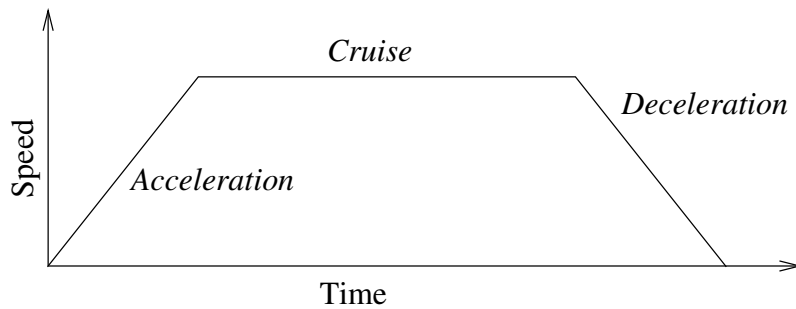 Cruise
Deceleration
Speed
Acceleration
Time